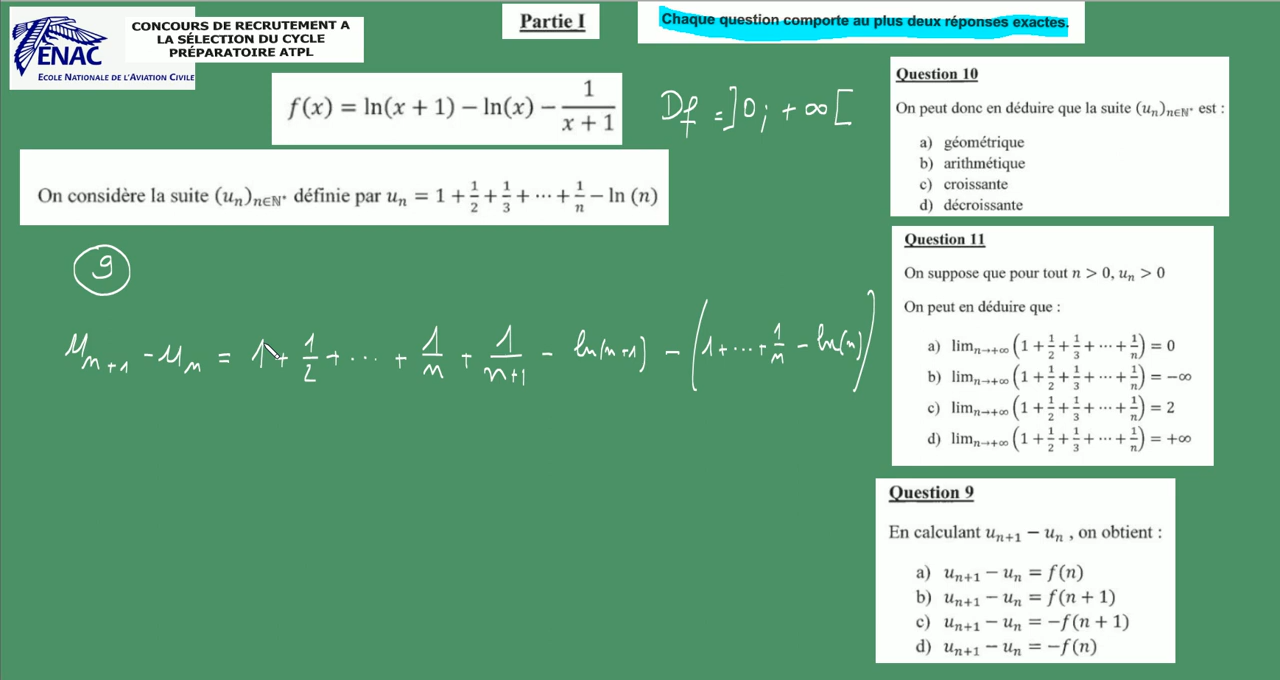 ENAC
ECOLE NATIONALE DE L'AVIATION CIVILE
CONCOURS DE RECRUTEMENT A
LA SÉLECTION DU CYCLE
PRÉPARATOIRE ATPL
Partie I
Chaque question comporte au plus deux réponses exactes.
f(x) = ln(x + 1) − ln(x) − 1/(x + 1)
Df = ]0; +∞[
On considère la suite (uₙ)ₙ∈ℕ* définie par uₙ = 1 + 1/2 + 1/3 + ⋯ + 1/n − ln (n)
9
uₙ₊₁ − uₙ = 1 + 1/2 + ... + 1/n + 1/(n+1) − ln(n+1) − (1 + ... + 1/n − ln(n))
Question 10
On peut donc en déduire que la suite (uₙ)ₙ∈ℕ* est :
a) géométrique
b) arithmétique
c) croissante
d) décroissante
Question 11
On suppose que pour tout n > 0, uₙ > 0
On peut en déduire que :
a) limₙ→₊∞ (1 + 1/2 + 1/3 + ⋯ + 1/n) = 0
b) limₙ→₊∞ (1 + 1/2 + 1/3 + ⋯ + 1/n) = −∞
c) limₙ→₊∞ (1 + 1/2 + 1/3 + ⋯ + 1/n) = 2
d) limₙ→₊∞ (1 + 1/2 + 1/3 + ⋯ + 1/n) = +∞
Question 9
En calculant uₙ₊₁ − uₙ , on obtient :
a) uₙ₊₁ − uₙ = f(n)
b) uₙ₊₁ − uₙ = f(n + 1)
c) uₙ₊₁ − uₙ = −f(n + 1)
d) uₙ₊₁ − uₙ = −f(n)